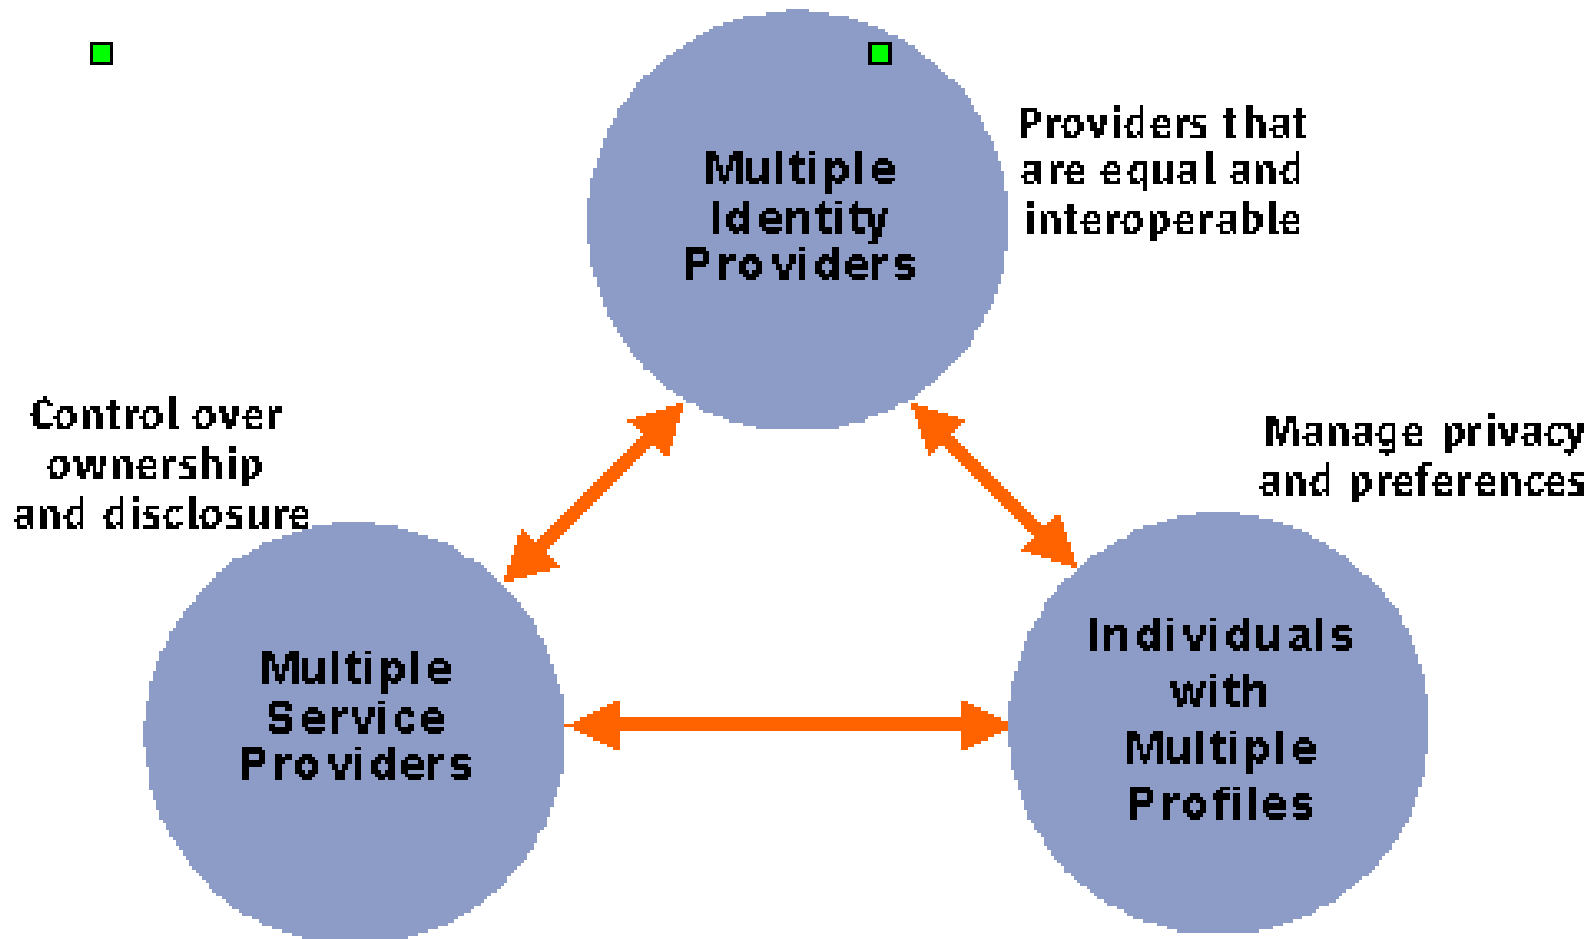 Multiple
Identity
Providers
Providers that
are equal and
interoperable
Control over
ownership
and disclosure
Manage privacy
and preferences
Multiple
Service
Providers
Individuals
with
Multiple
Profiles